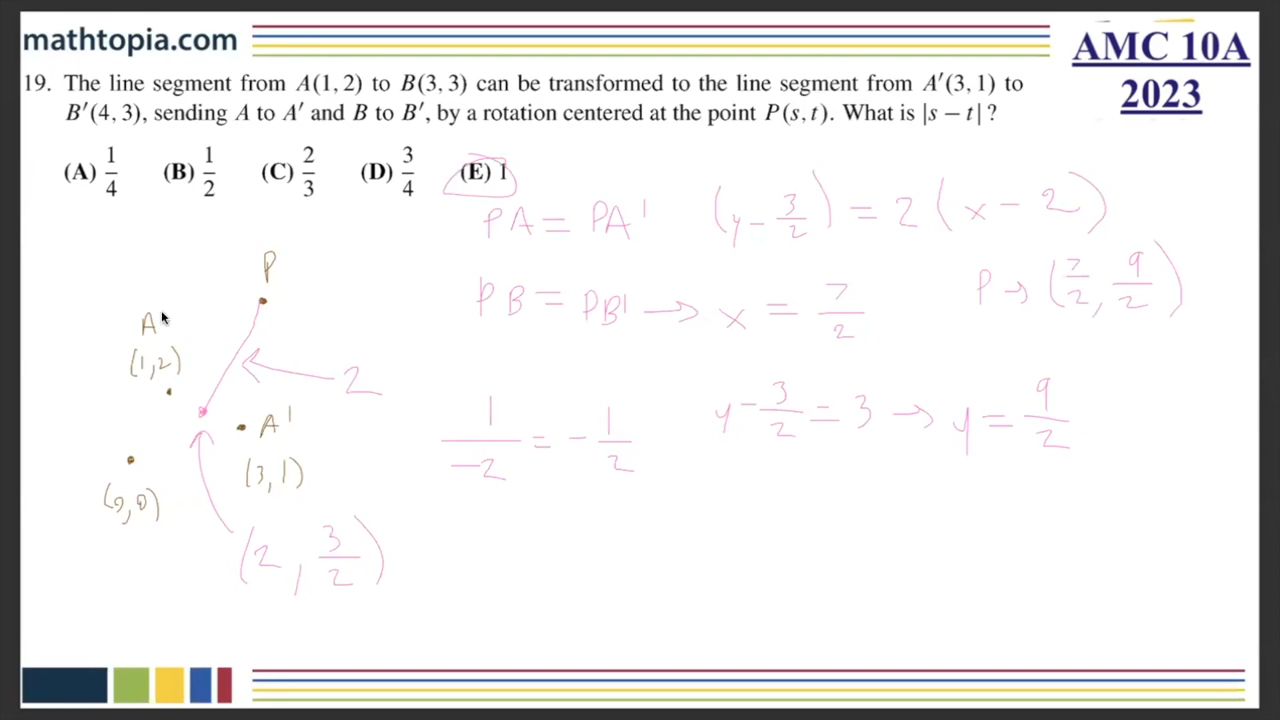 mathtopia.com
AMC 10A
2023
19. The line segment from A(1, 2) to B(3, 3) can be transformed to the line segment from A′(3, 1) to
B′(4, 3), sending A to A′ and B to B′, by a rotation centered at the point P(s, t). What is |s − t| ?
(A) 1/4 (B) 1/2 (C) 2/3 (D) 3/4 (E) 1
PA = PA' (y − 3/2) = 2(x − 2)
P
PB = PB' → x = 7/2
P → (7/2, 9/2)
A
(1,2)
2
A'
(3,1)
1/−2 = −1/2
y − 3/2 = 3 → y = 9/2
(0,0)
(2, 3/2)